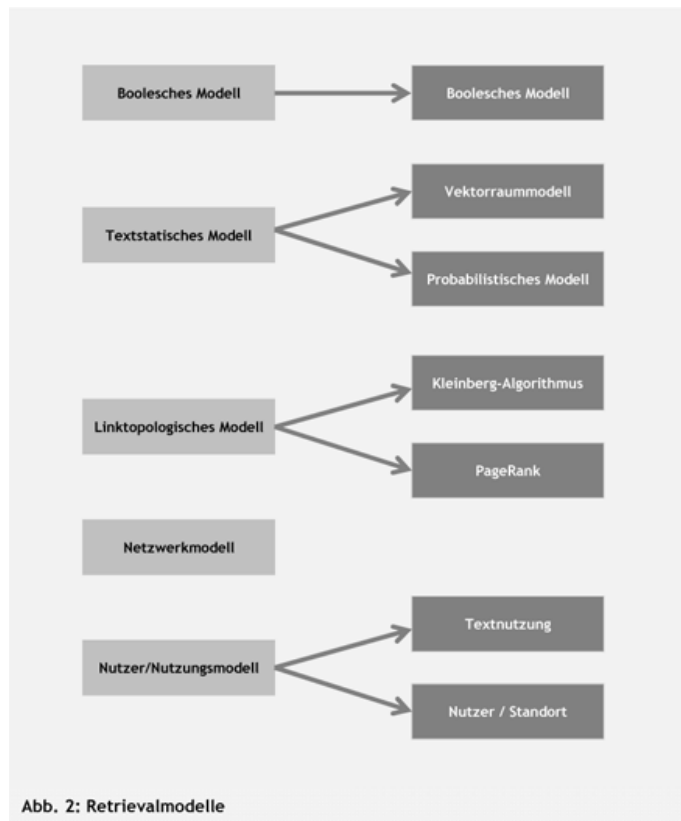 Boolesches Modell
Boolesches Modell
Textstatisches Modell
Vektorraummodell
Probabilistisches Modell
Linktopologisches Modell
Kleinberg-Algorithmus
PageRank
Netzwerkmodell
Nutzer/Nutzungsmodell
Textnutzung
Nutzer / Standort
Abb. 2: Retrievalmodelle